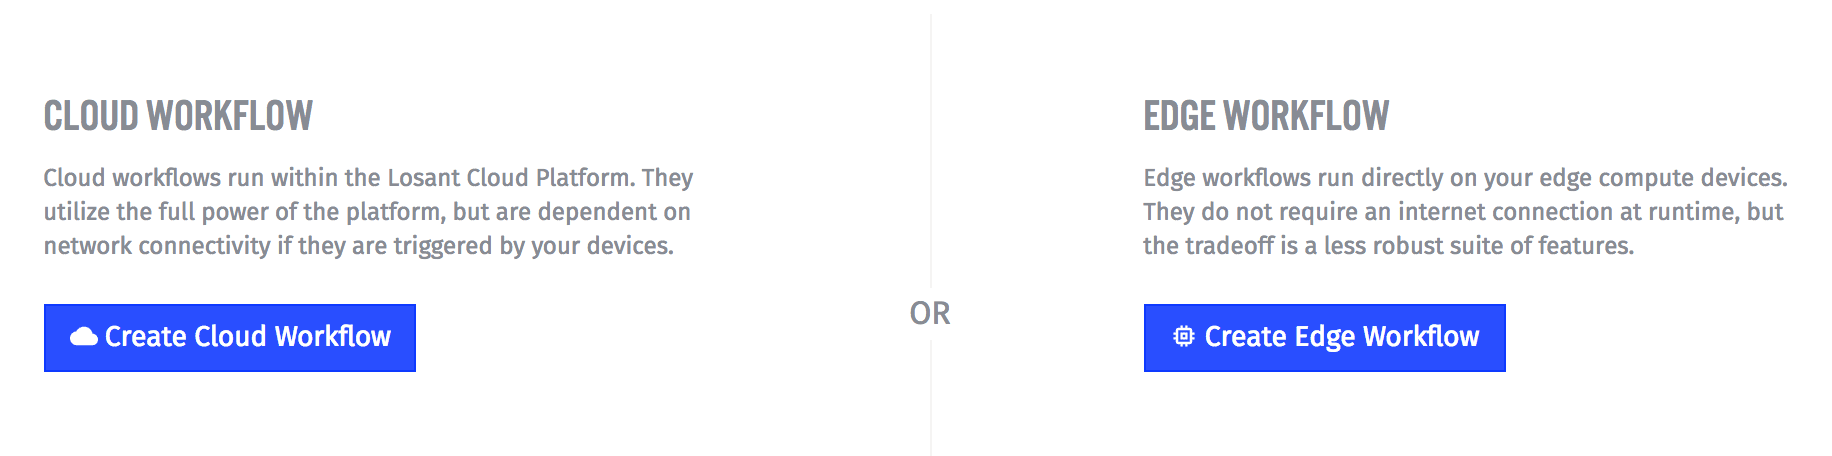 CLOUD WORKFLOW
Cloud workflows run within the Losant Cloud Platform. They
utilize the full power of the platform, but are dependent on
network connectivity if they are triggered by your devices.
Create Cloud Workflow
OR
EDGE WORKFLOW
Edge workflows run directly on your edge compute devices.
They do not require an internet connection at runtime, but
the tradeoff is a less robust suite of features.
Create Edge Workflow